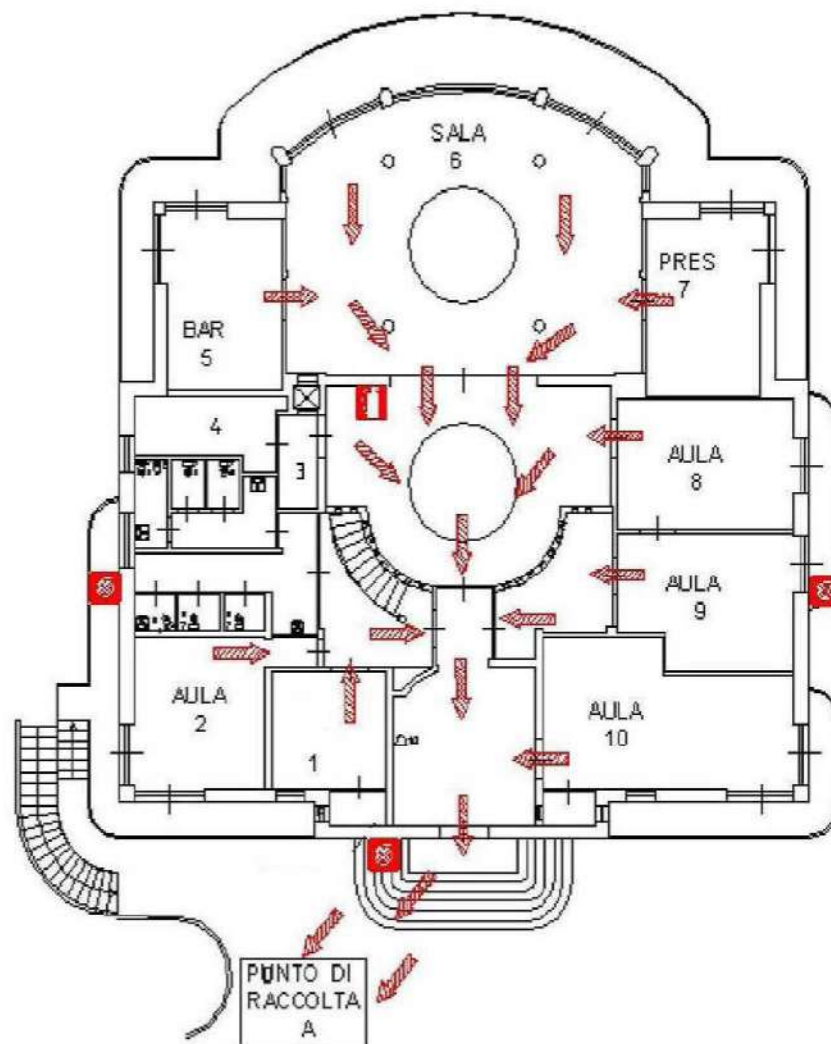 SALA
6
PRES
7
BAR
5
4
3
AULA
8
AULA
9
AULA
2
1
AULA
10
PUNTO DI
RACCOLTA
A